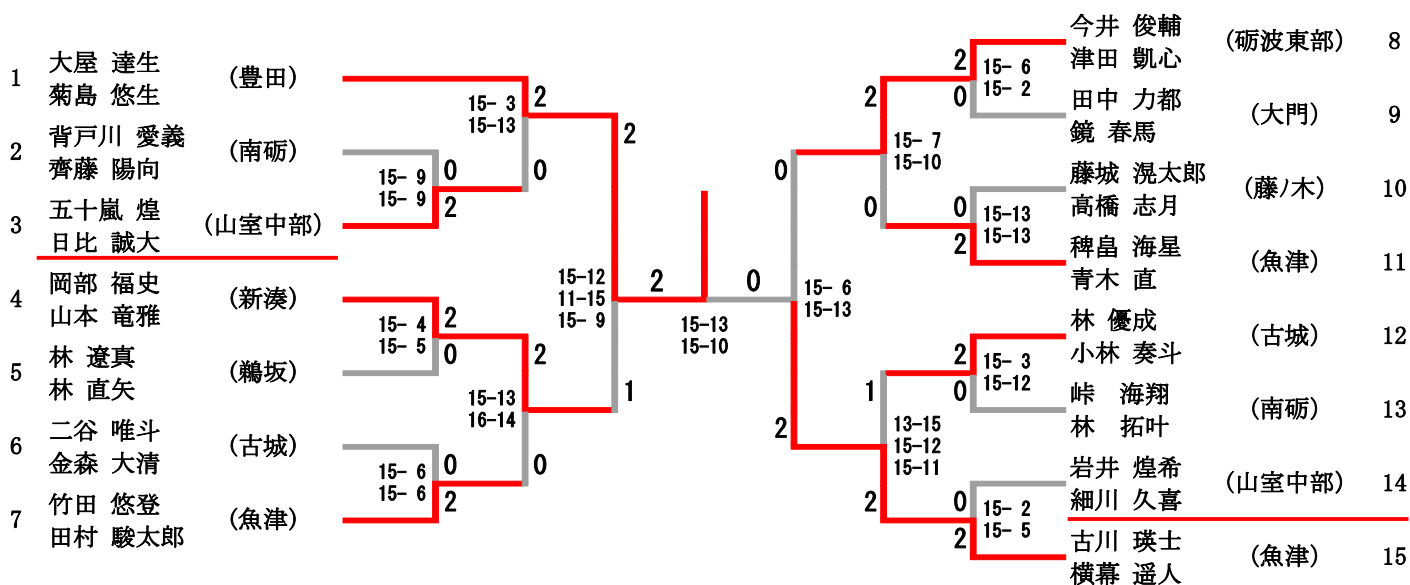 1 大屋 達生 (豊田)
菊島 悠生
2 背戸川 愛義 (南砺)
齊藤 陽向
3 五十嵐 煌 (山室中部)
日比 誠大
4 岡部 福史 (新湊)
山本 竜雅
5 林 遼真 (鵜坂)
林 直矢
6 二谷 唯斗 (古城)
金森 大清
7 竹田 悠登 (魚津)
田村 駿太郎
15- 3
15-13
2
0
15- 9
15- 9
0
2
15- 4
15- 5
2
0
15-13
16-14
2
0
15- 6
15- 6
0
2
15-12
11-15
15- 9
2
1
2
0
15-13
15-10
15- 6
15-13
0
2
15- 7
15-10
2
0
15- 6
15- 2
2
0
15-13
15-13
0
2
13-15
15-12
15-11
1
2
15- 3
15-12
2
0
15- 2
15- 5
0
2
今井 俊輔 (砺波東部) 8
津田 凱心
田中 力都 (大門) 9
鏡 春馬
藤城 滉太郎 (藤ノ木) 10
高橋 志月
稗畠 海星 (魚津) 11
青木 直
林 優成 (古城) 12
小林 奏斗
峠 海翔 (南砺) 13
林 拓叶
岩井 煌希 (山室中部) 14
細川 久喜
古川 瑛士 (魚津) 15
横幕 遥人